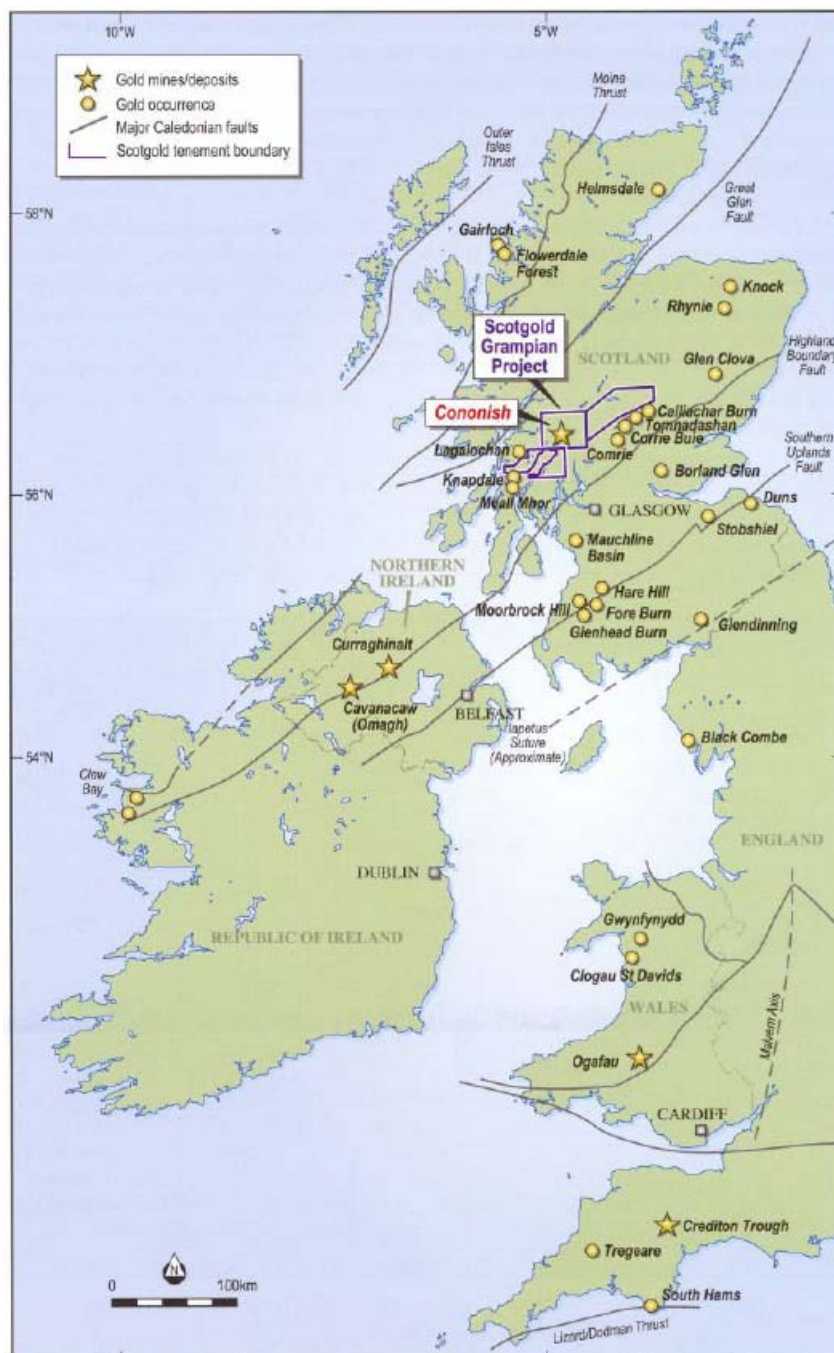 10°W
5°W
Gold mines/deposits
Gold occurrence
Major Caledonian faults
Scotgold tenement boundary
Moine
Thrust
Outer
Isles
Thrust
Helmsdale
Great
Glen
Fault
58°N
Gairloch
Flowerdale
Forest
Knock
Rhynie
Scotgold
Grampian
Project
SCOTLAND
Highland
Boundary
Fault
Glen Clova
Cononish
Calliachar Burn
Tomnadashan
Corrie Buie
Lagalochan
Comrie
Southern
Uplands
Fault
Borland Glen
Knapdale
56°N
Meall Mhor
Duns
GLASGOW
Stobshiel
Mauchline
Basin
NORTHERN
IRELAND
Hare Hill
Moorbrock Hill
Fore Burn
Glenhead Burn
Glendinning
Curraghinalt
Cavanacaw
(Omagh)
BELFAST
Iapetus
Suture
(Approximate)
Black Combe
54°N
Clew
Bay
ENGLAND
DUBLIN
Gwynfynydd
REPUBLIC OF IRELAND
Clogau St Davids
WALES
Malvern Axis
Ogafau
CARDIFF
Crediton Trough
Tregeare
N
0
100km
South Hams
Lizard/Dodman Thrust